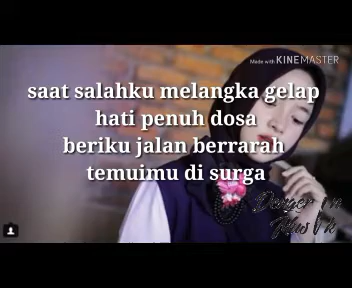 Made with KINEMASTER
saat salahku melangka gelap
hati penuh dosa
beriku jalan berrarah
temuimu di surga